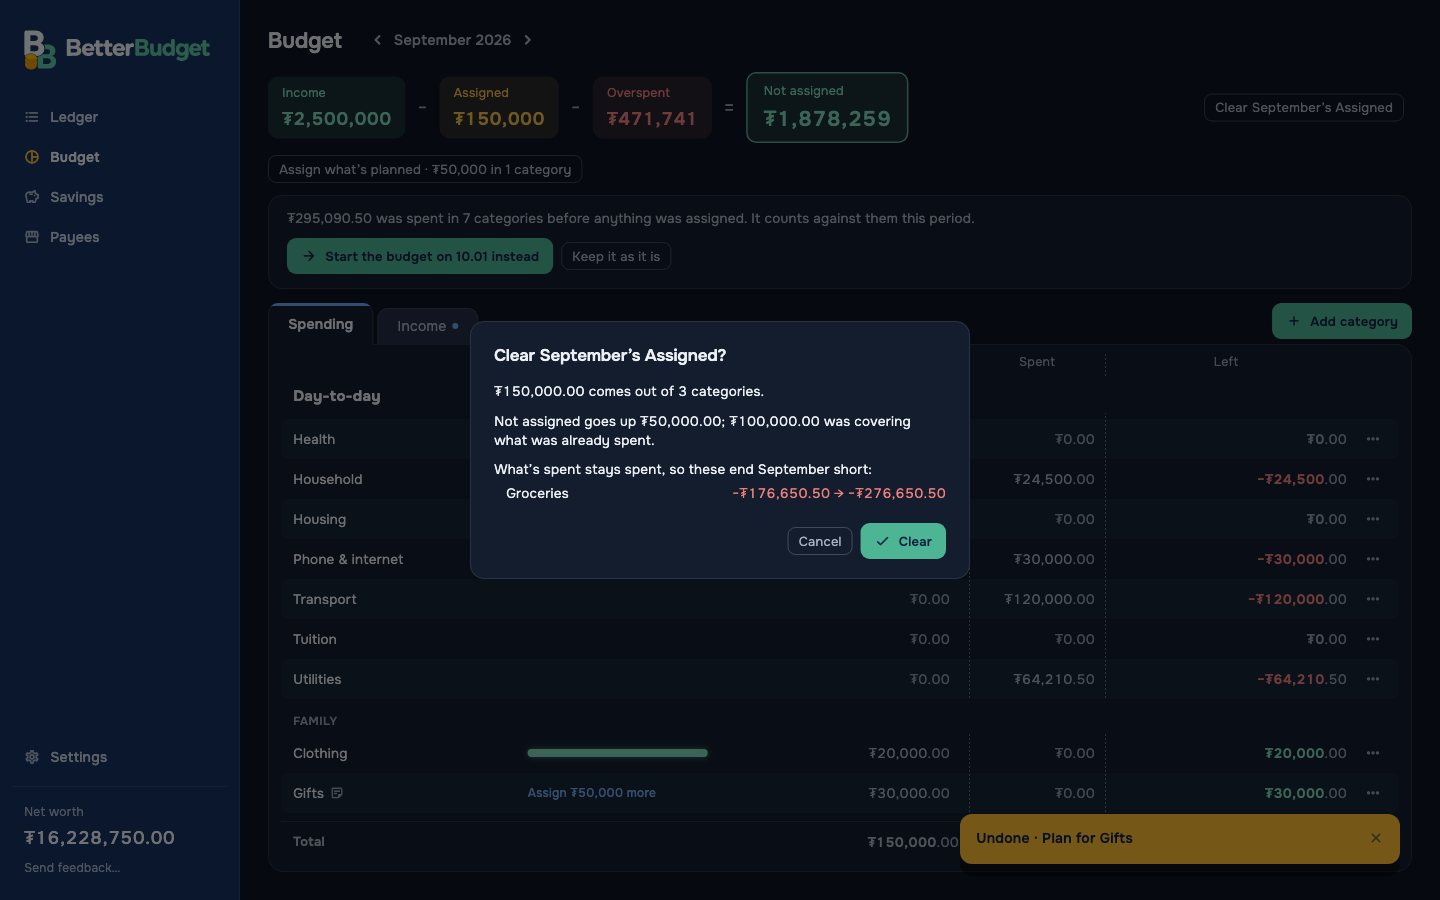 BetterBudget
Ledger
Budget
Savings
Payees
Settings
Net worth
₮16,228,750.00
Send feedback...
Budget
September 2026
Income
₮2,500,000
-
Assigned
₮150,000
-
Overspent
₮471,741
=
Not assigned
₮1,878,259
Clear September’s Assigned
Assign what’s planned · ₮50,000 in 1 category
₮295,090.50 was spent in 7 categories before anything was assigned. It counts against them this period.
→ Start the budget on 10.01 instead
Keep it as it is
Spending
Income
+ Add category
Spent
Left
Day-to-day
Health ₮0.00 ₮0.00
Household ₮24,500.00 -₮24,500.00
Housing ₮0.00 ₮0.00
Phone & internet ₮30,000.00 -₮30,000.00
Transport ₮0.00 ₮120,000.00 -₮120,000.00
Tuition ₮0.00 ₮0.00 ₮0.00
Utilities ₮0.00 ₮64,210.50 -₮64,210.50
FAMILY
Clothing ₮20,000.00 ₮0.00 ₮20,000.00
Gifts Assign ₮50,000 more ₮30,000.00 ₮0.00 ₮30,000.00
Total ₮150,000.00
Clear September’s Assigned?
₮150,000.00 comes out of 3 categories.
Not assigned goes up ₮50,000.00; ₮100,000.00 was covering
what was already spent.
What’s spent stays spent, so these end September short:
Groceries -₮176,650.50 → -₮276,650.50
Cancel
Clear
Undone · Plan for Gifts